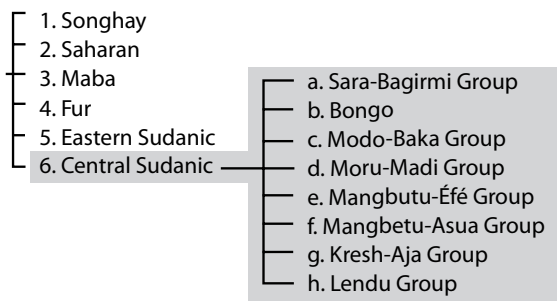 1. Songhay
2. Saharan
3. Maba
4. Fur
5. Eastern Sudanic
6. Central Sudanic
a. Sara-Bagirmi Group
b. Bongo
c. Modo-Baka Group
d. Moru-Madi Group
e. Mangbutu-Éfé Group
f. Mangbetu-Asua Group
g. Kresh-Aja Group
h. Lendu Group